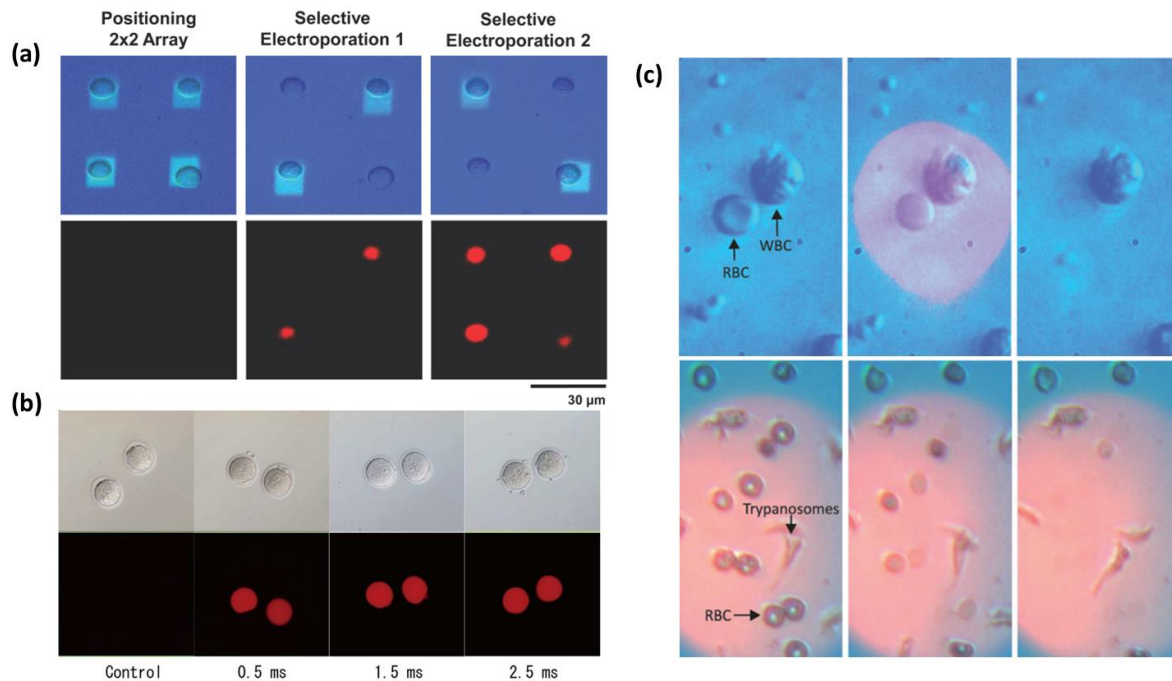 (a)
Positioning
2x2 Array
Selective
Electroporation 1
Selective
Electroporation 2
30 µm
(b)
Control
0.5 ms
1.5 ms
2.5 ms
(c)
RBC
WBC
Trypanosomes
RBC